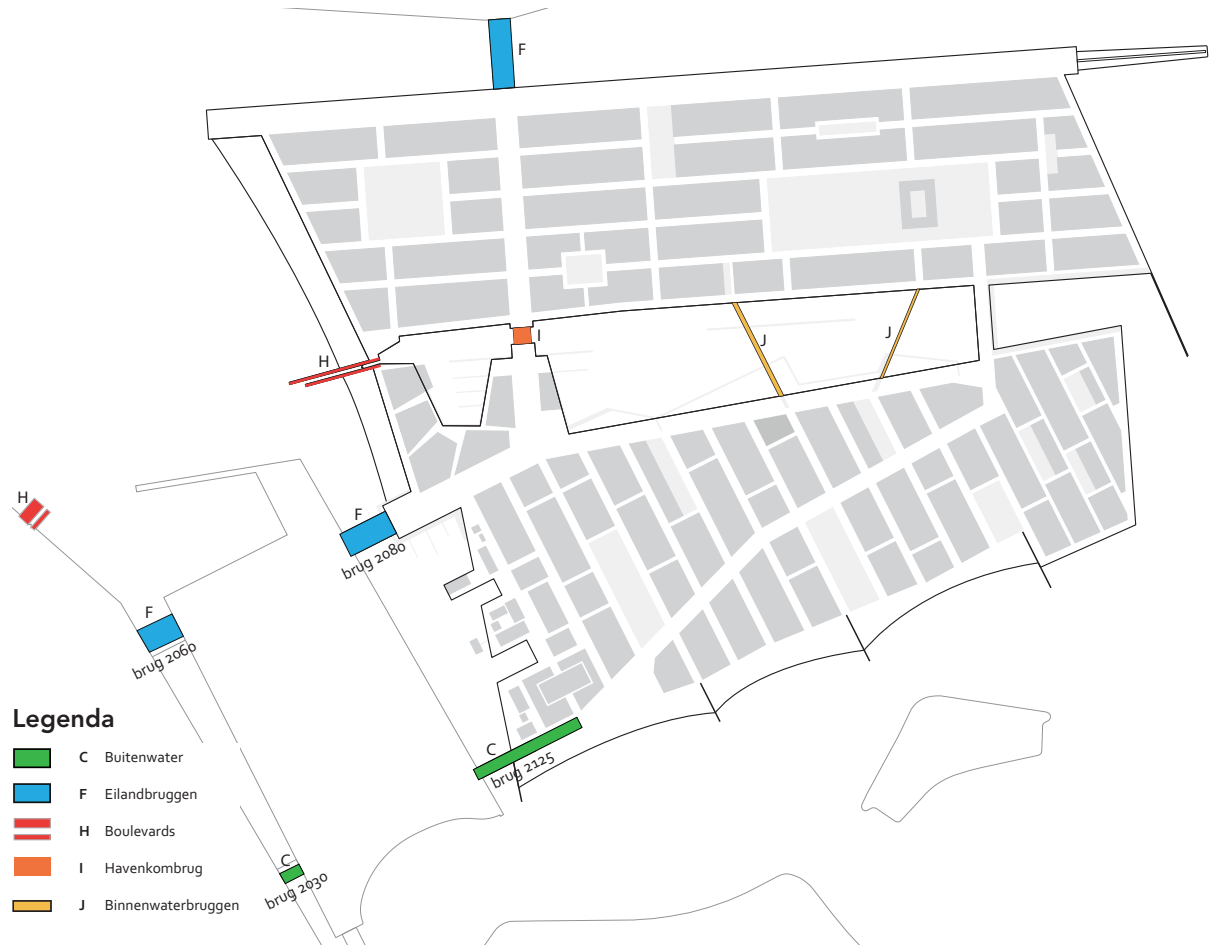 F
I
J
J
H
H
F
brug 2080
F
brug 2060
C
brug 2125
C
brug 2030
Legenda
C Buitenwater
F Eilandbruggen
H Boulevards
I Havenkombrug
J Binnenwaterbruggen